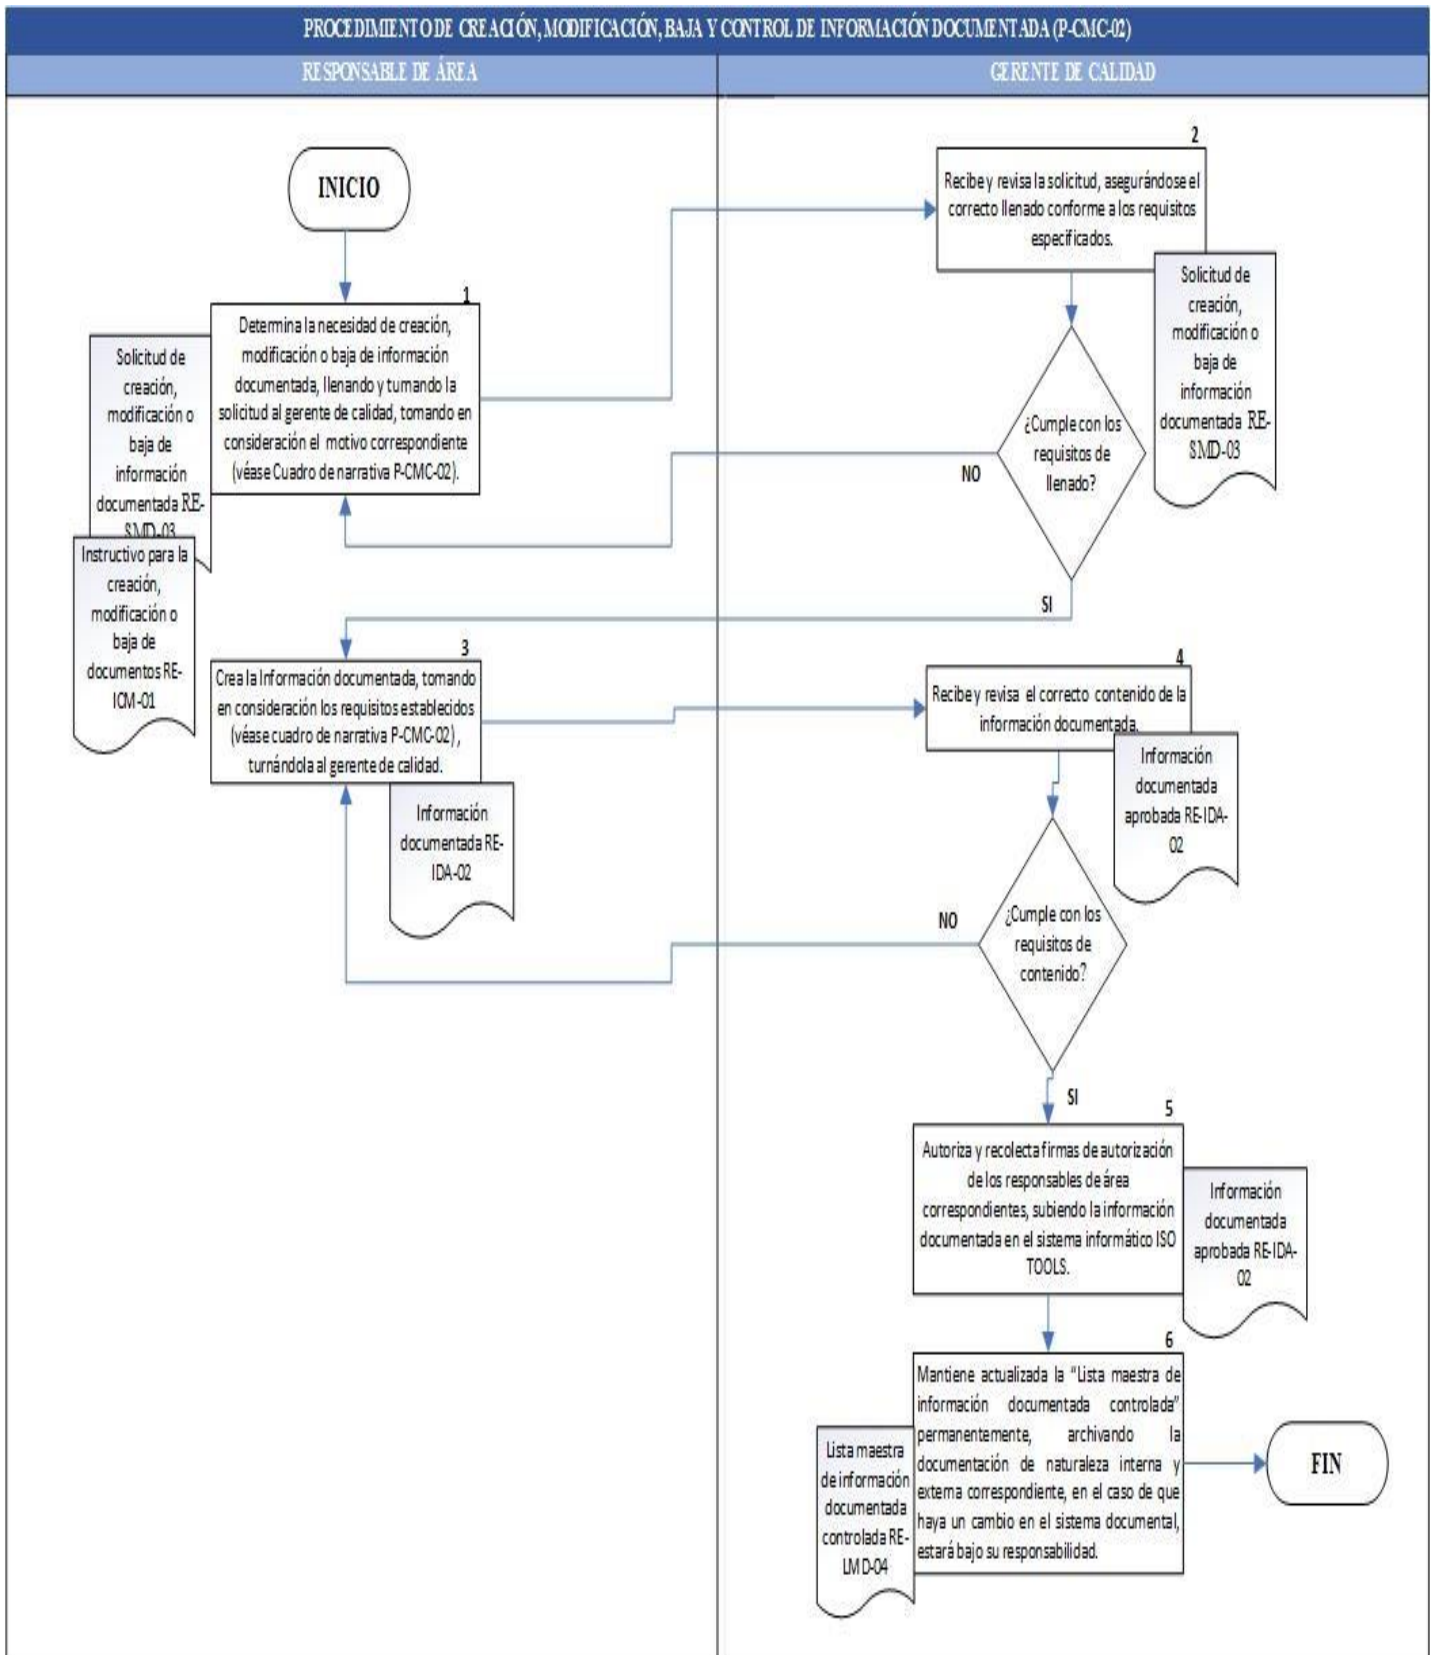 PROCEDIMIENTO DE CREACIÓN, MODIFICACIÓN, BAJA Y CONTROL DE INFORMACIÓN DOCUMENTADA (P-CMC-02)
RESPONSABLE DE ÁREA
GERENTE DE CALIDAD
INICIO
1
Determina la necesidad de creación,
modificación o baja de información
documentada, llenando y turnando la
solicitud al gerente de calidad, tomando en
consideración el motivo correspondiente
(véase Cuadro de narrativa P-CMC-02).
Solicitud de
creación,
modificación o
baja de
información
documentada RE-
SMD-03
Instructivo para la
creación,
modificación o
baja de
documentos RE-
ICM-01
2
Recibe y revisa la solicitud, asegurándose el
correcto llenado conforme a los requisitos
especificados.
Solicitud de
creación,
modificación o
baja de
información
documentada RE-
SMD-03
¿Cumple con los
requisitos de
llenado?
NO
SI
3
Crea la Información documentada, tomando
en consideración los requisitos establecidos
(véase cuadro de narrativa P-CMC-02) ,
turnándola al gerente de calidad.
Información
documentada RE-
IDA-02
4
Recibe y revisa el correcto contenido de la
información documentada.
Información
documentada
aprobada RE-IDA-
02
¿Cumple con los
requisitos de
contenido?
NO
SI
5
Autoriza y recolecta firmas de autorización
de los responsables de área
correspondientes, subiendo la información
documentada en el sistema informático ISO
TOOLS.
Información
documentada
aprobada RE-IDA-
02
6
Mantiene actualizada la “Lista maestra de
información documentada controlada”
permanentemente, archivando la
documentación de naturaleza interna y
externa correspondiente, en el caso de que
haya un cambio en el sistema documental,
estará bajo su responsabilidad.
Lista maestra
de información
documentada
controlada RE-
LMD-04
FIN